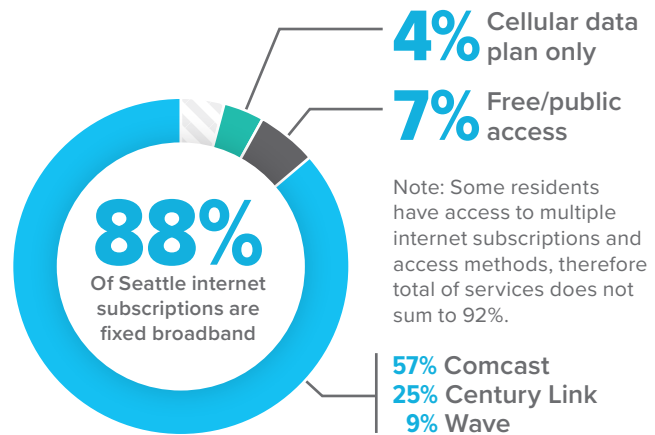 4% Cellular data
plan only
7% Free/public
access
Note: Some residents
have access to multiple
internet subscriptions and
access methods, therefore
total of services does not
sum to 92%.
88%
Of Seattle internet
subscriptions are
fixed broadband
57% Comcast
25% Century Link
9% Wave